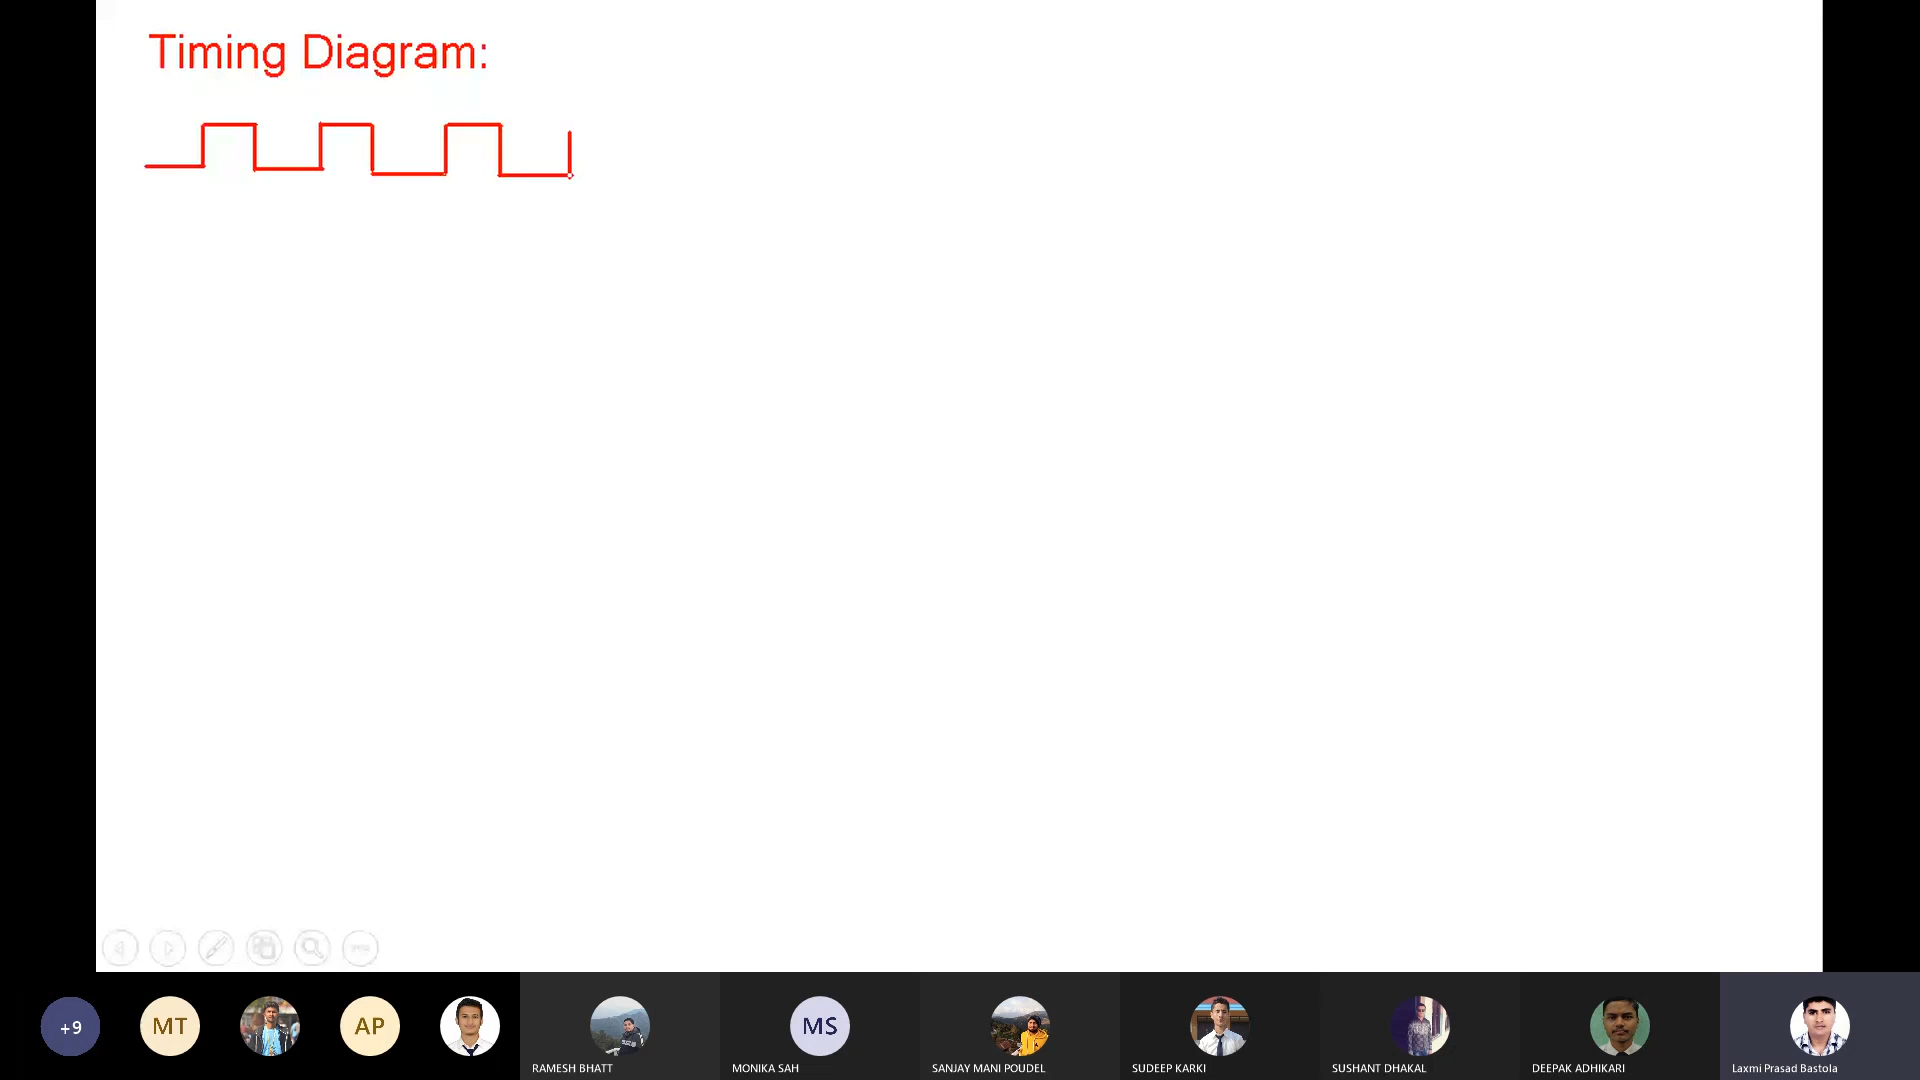 Timing Diagram:
+9
MT
AP
MS
RAMESH BHATT
MONIKA SAH
SANJAY MANI POUDEL
SUDEEP KARKI
SUSHANT DHAKAL
DEEPAK ADHIKARI
Laxmi Prasad Bastola